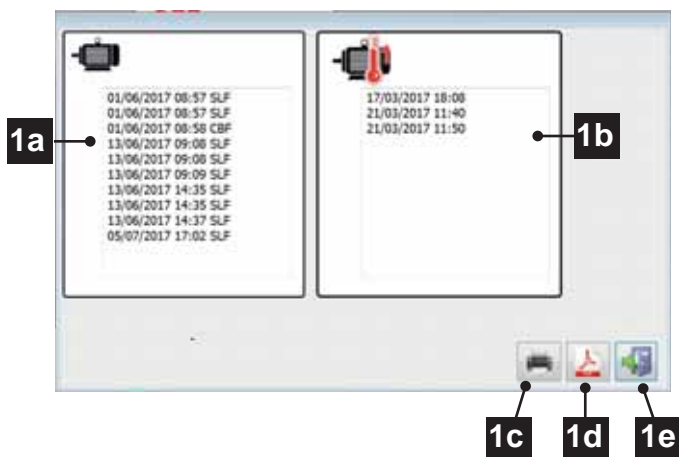 01/06/2017 08:57 SLF
01/06/2017 08:57 SLF
01/06/2017 08:58 CBF
13/06/2017 09:08 SLF
13/06/2017 09:08 SLF
13/06/2017 09:09 SLF
13/06/2017 14:35 SLF
13/06/2017 14:35 SLF
13/06/2017 14:37 SLF
05/07/2017 17:02 SLF
1a
17/03/2017 18:08
21/03/2017 11:40
21/03/2017 11:50
1b
1c
1d
1e